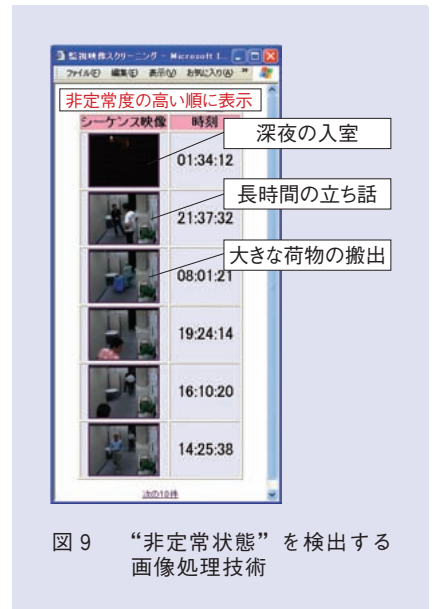 監視映像スクリーニング - Microsoft I...
ファイル(F) 編集(E) 表示(V) お気に入り(A) »
非定常度の高い順に表示
シーケンス映像 時刻
深夜の入室
01:34:12
長時間の立ち話
21:37:32
大きな荷物の搬出
08:01:21
19:24:14
16:10:20
14:25:38
次の10件
図9 “非定常状態”を検出する
画像処理技術